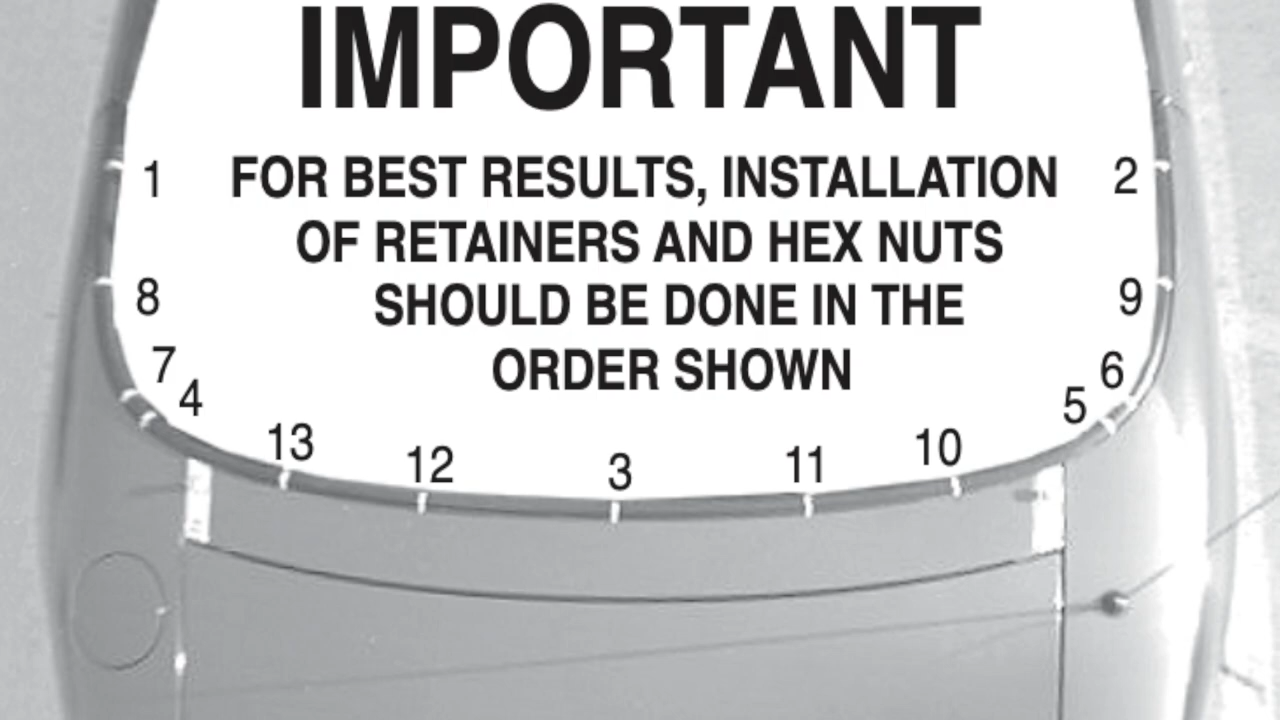 IMPORTANT
1 FOR BEST RESULTS, INSTALLATION 2
OF RETAINERS AND HEX NUTS
8 SHOULD BE DONE IN THE 9
7 ORDER SHOWN 6
4 5
13 12 3 11 10